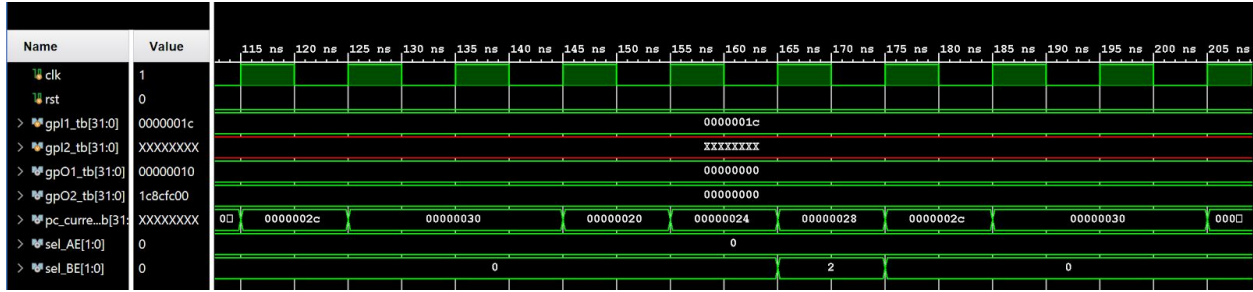 Name Value
115 ns 120 ns 125 ns 130 ns 135 ns 140 ns 145 ns 150 ns 155 ns 160 ns 165 ns 170 ns 175 ns 180 ns 185 ns 190 ns 195 ns 200 ns 205 ns
clk 1
rst 0
gpI1_tb[31:0] 0000001c 0000001c
gpI2_tb[31:0] XXXXXXXX XXXXXXXX
gpO1_tb[31:0] 00000010 00000000
gpO2_tb[31:0] 1c8cfc00 00000000
pc_curre...b[31: XXXXXXXX 0 0000002c 00000030 00000020 00000024 00000028 0000002c 00000030 000
sel_AE[1:0] 0 0
sel_BE[1:0] 0 0 2 0